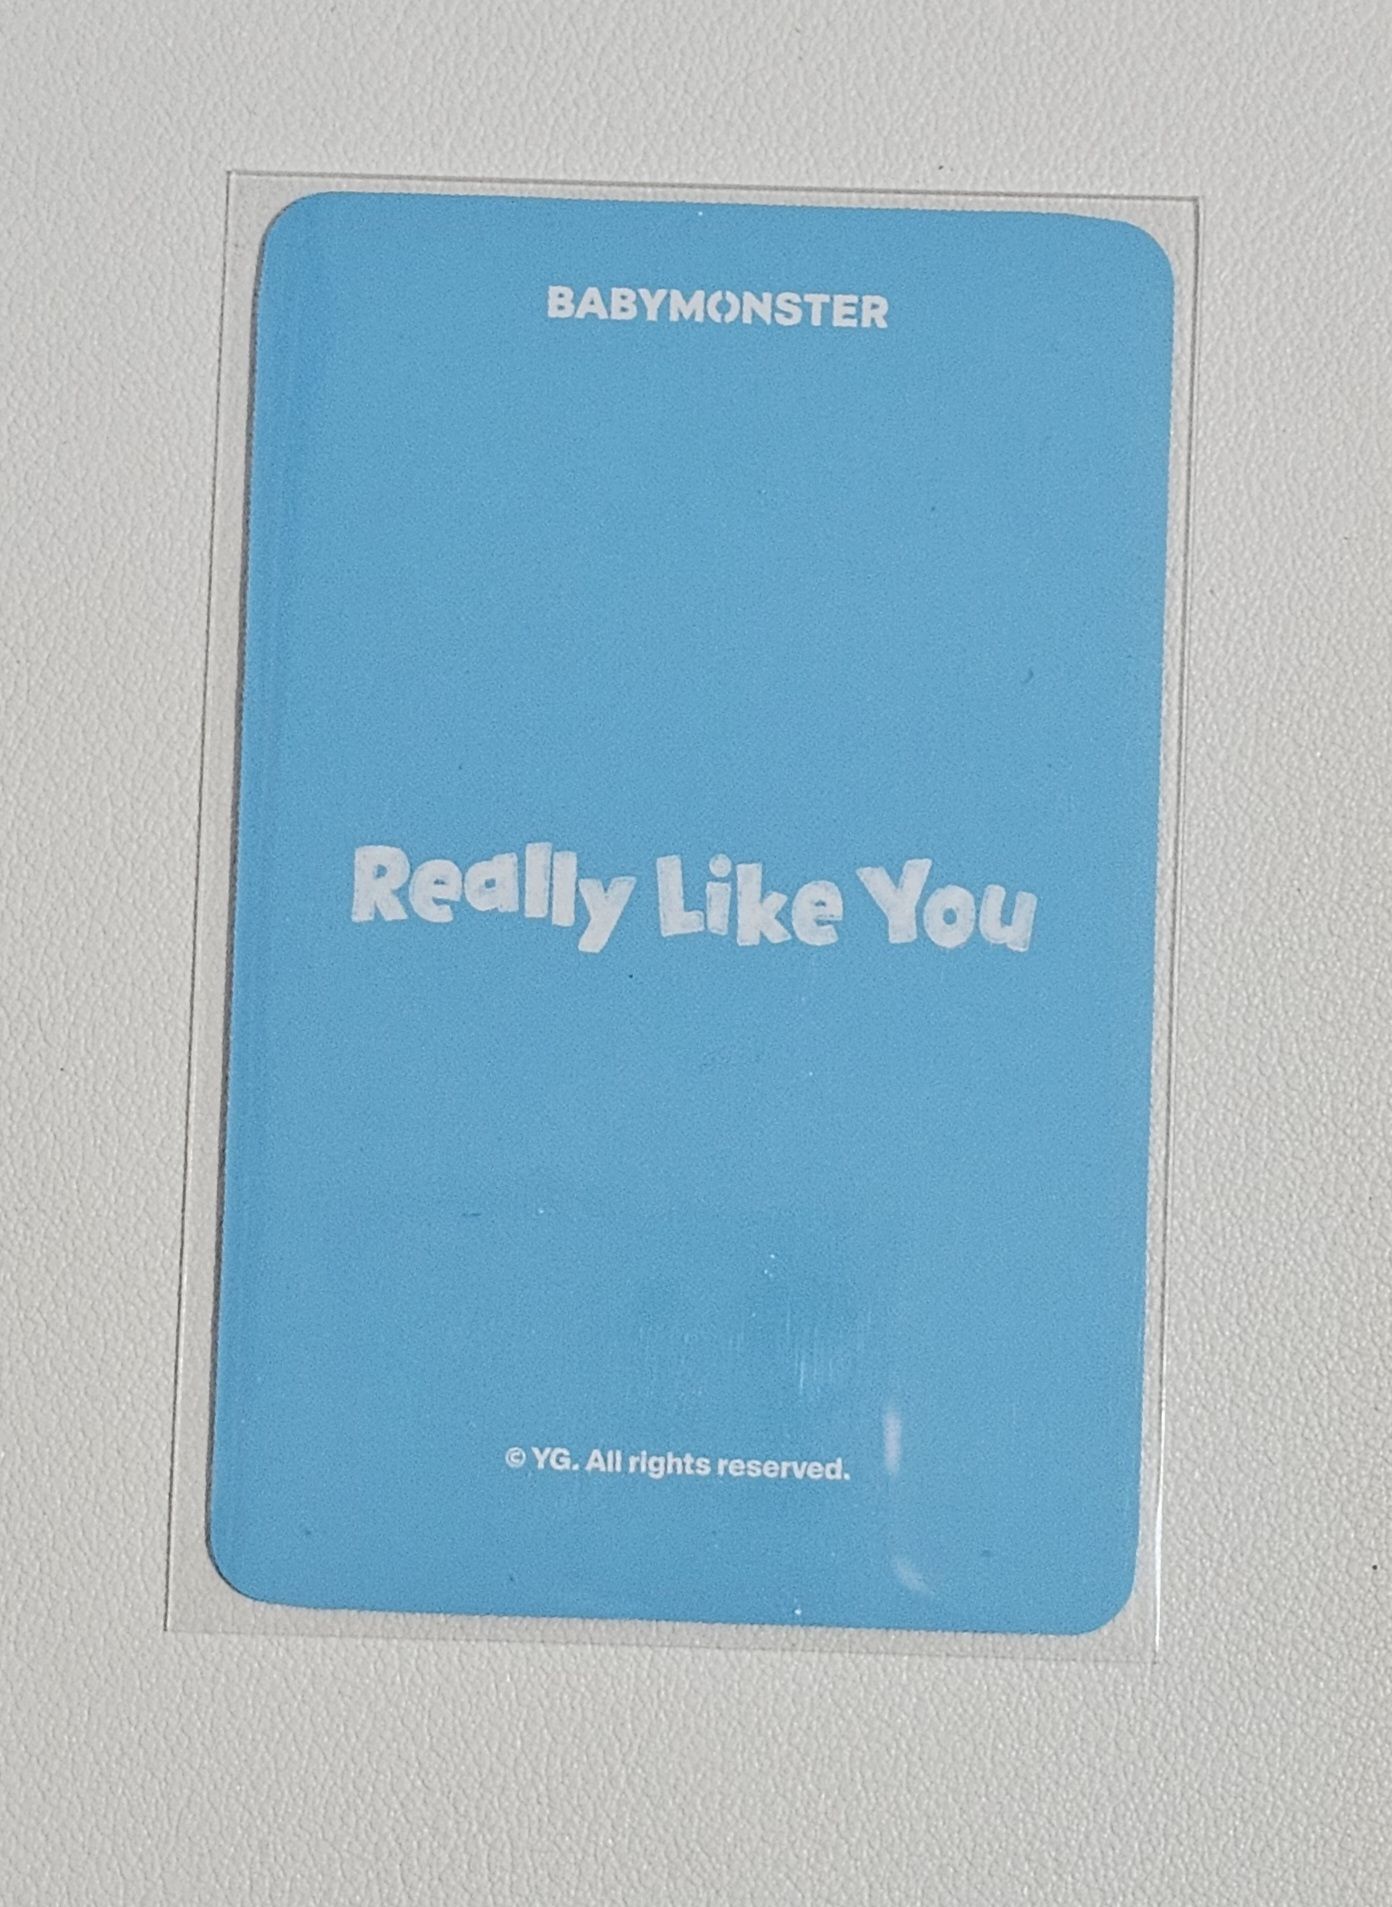 BABYMONSTER
Really Like You
© YG. All rights reserved.